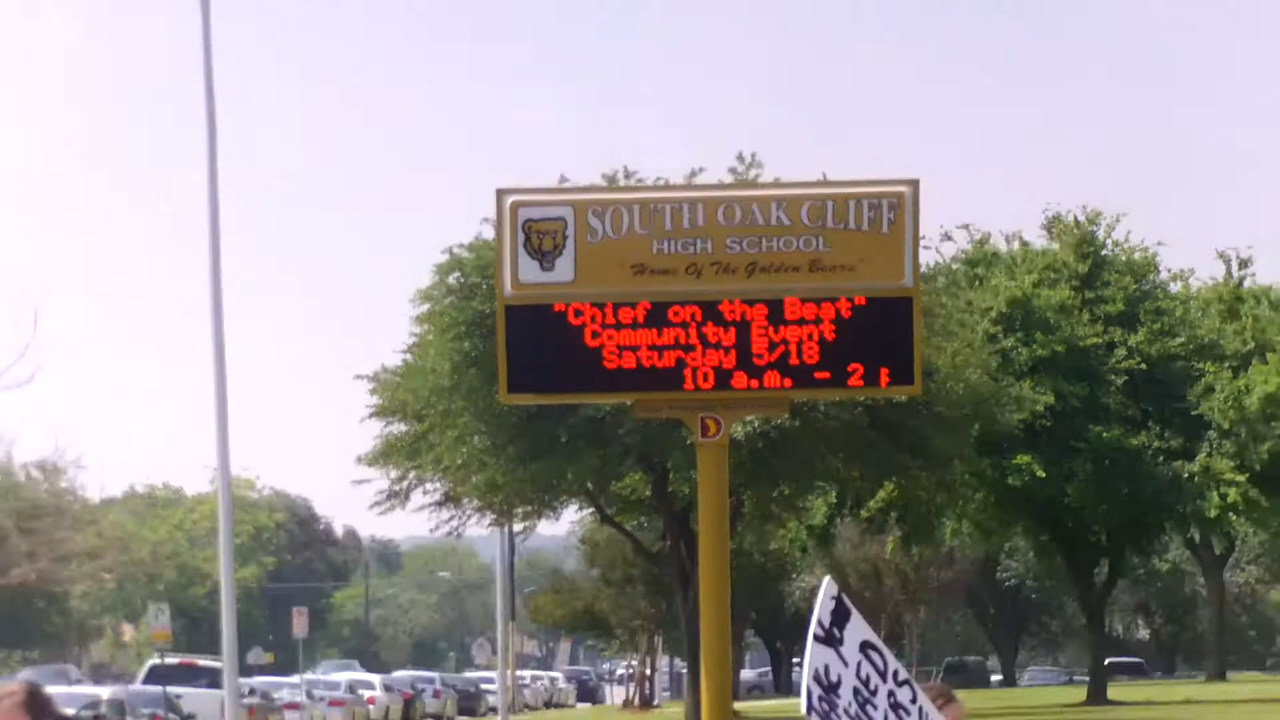 SOUTH OAK CLIFF
HIGH SCHOOL
"Home Of The Golden Bears"
"Chief on the Beat"
Community Event
Saturday 5/18
10 a.m. - 2 p
D
your